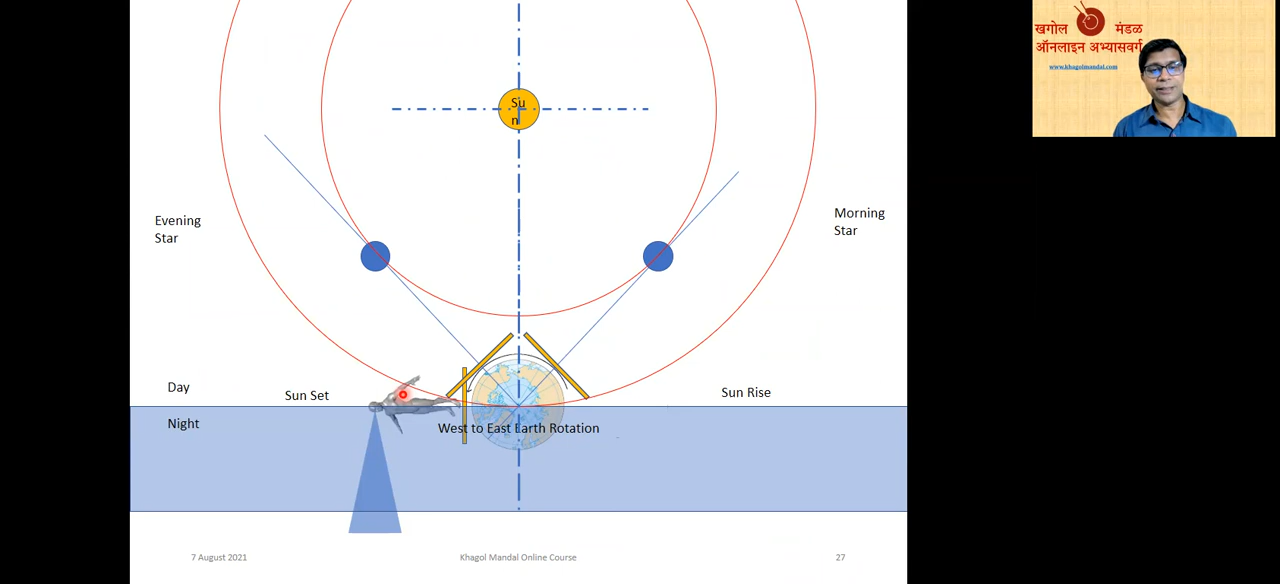 Su
n
Evening
Star
Morning
Star
Day
Sun Set
Sun Rise
Night
West to East Earth Rotation
7 August 2021
Khagol Mandal Online Course
27
खगोल मंडळ
ऑनलाइन अभ्यासवर्ग
www.khagolmandal.com